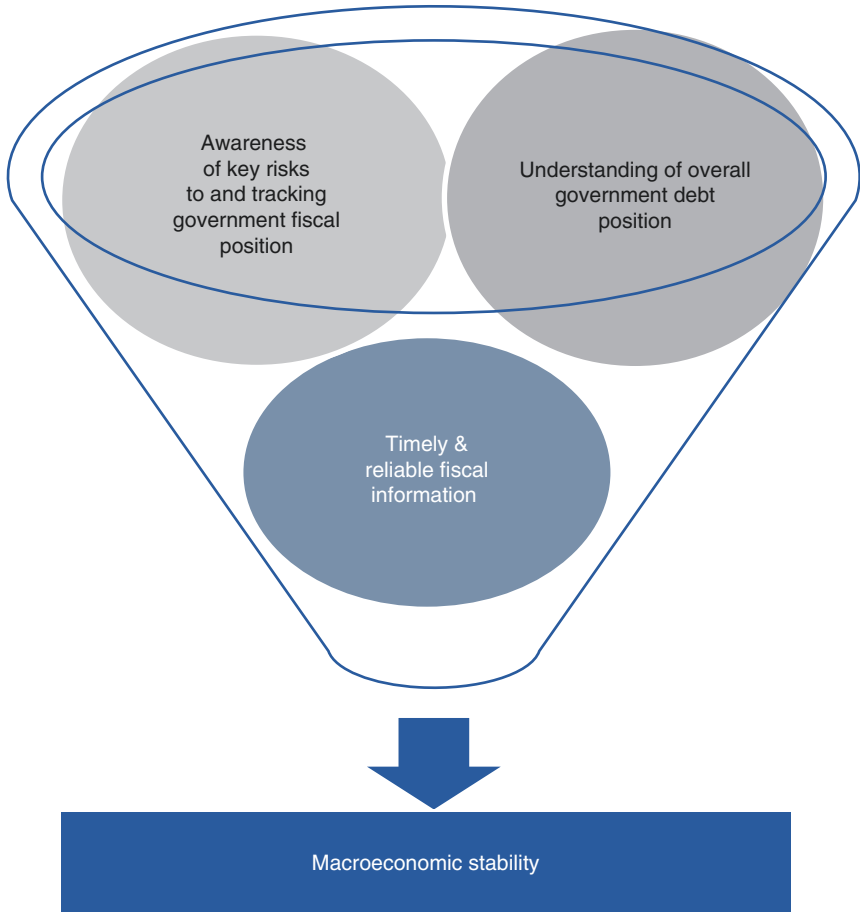 Awareness
of key risks
to and tracking
government fiscal
position
Understanding of overall
government debt
position
Timely &
reliable fiscal
information
Macroeconomic stability